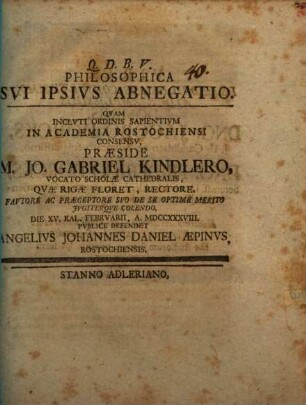 Q. D. B. V.
40.
PHILOSOPHICA
SVI IPSIVS ABNEGATIO.
QVAM
INCLVTI ORDINIS SAPIENTIVM
IN ACADEMIA ROSTOCHIENSI
CONSENSV,
PRÆSIDE
M. JO. GABRIEL KINDLERO,
VOCATO SCHOLÆ CATHEDRALIS,
QVÆ RIGÆ FLORET, RECTORE,
FAVTORE AC PRÆCEPTORE SVO DE SE OPTIME MERITO
JVGITERQVE COLENDO,
DIE XV. KAL. FEBRVARII, A. MDCCXXXVIII.
PVBLICE DEFENDET
ANGELIVS JOHANNES DANIEL ÆPINVS,
ROSTOCHIENSIS.
STANNO ADLERIANO,